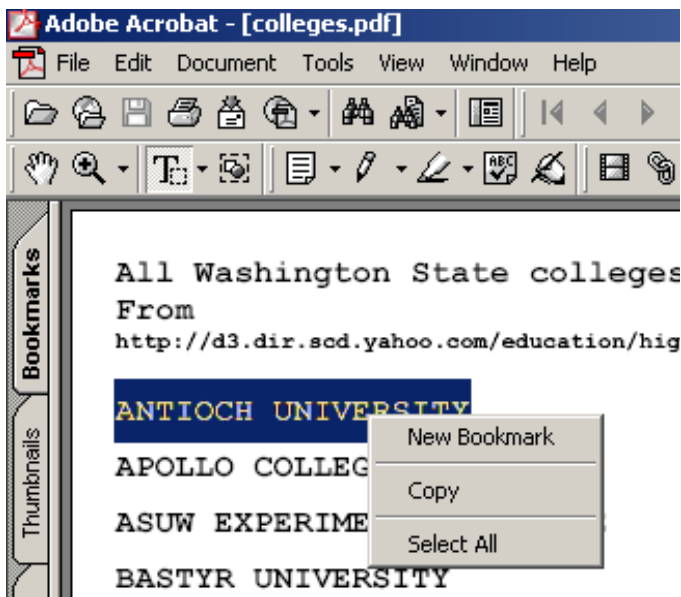 Adobe Acrobat - [colleges.pdf]
File Edit Document Tools View Window Help
ABC
Bookmarks
Thumbnails
All Washington State colleges
From
http://d3.dir.scd.yahoo.com/education/hig
ANTIOCH UNIVERSITY
New Bookmark
APOLLO COLLEG
Copy
ASUW EXPERIME
Select All
BASTYR UNIVERSITY